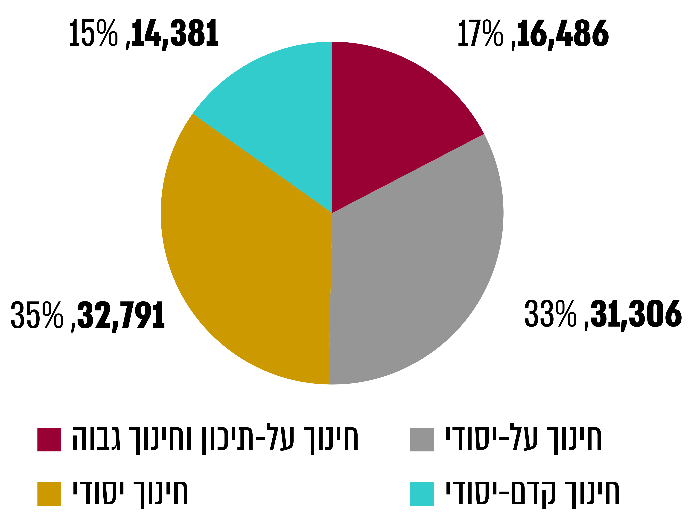 16,486, 17%
14,381, 15%
31,306, 33%
32,791, 35%
חינוך על-יסודי
חינוך על-תיכון וחינוך גבוה
חינוך קדם-יסודי
חינוך יסודי